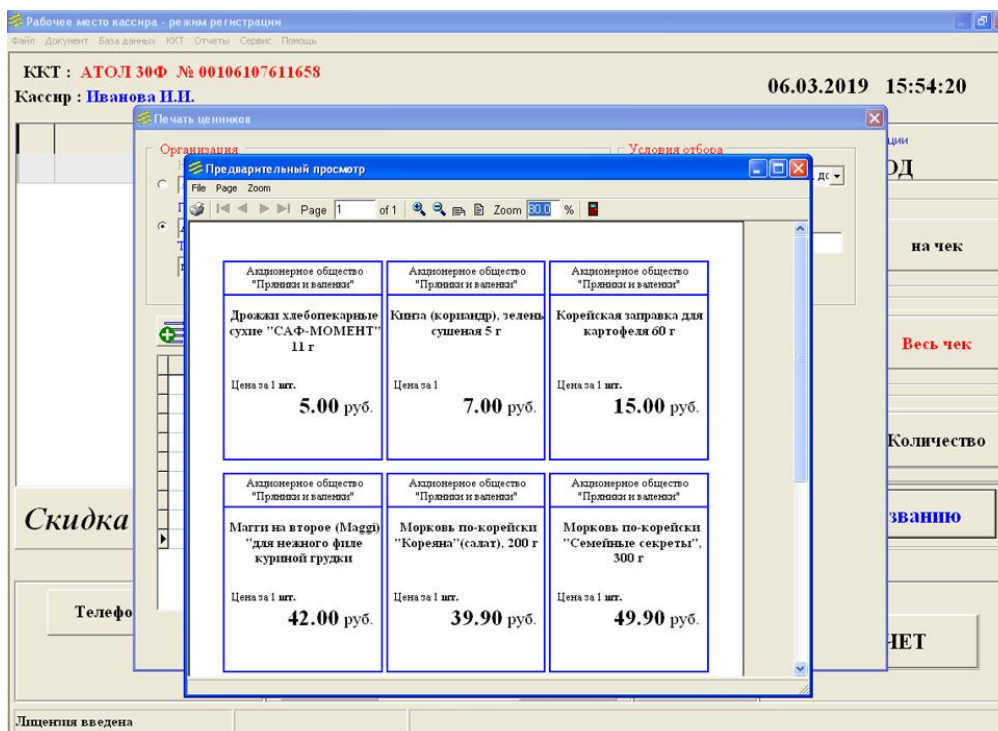 Рабочее место кассира - режим регистрации
Файл Документ База данных ККТ Отчеты Сервис Помощь
ККТ : АТОЛ 30Ф № 00106107611658
Кассир : Иванова И.И.
06.03.2019 15:54:20
Печать ценников
Организация
Условия отбора
Предварительный просмотр
File Page Zoom
Page 1 of 1 Zoom 80.0 %
Акционерное общество
"Пряники и валенки"
Дрожжи хлебопекарные
сухие "САФ-МОМЕНТ"
11 г
Цена за 1 шт.
5.00 руб.
Акционерное общество
"Пряники и валенки"
Кинза (кориандр), зелень
сушеная 5 г
Цена за 1
7.00 руб.
Акционерное общество
"Пряники и валенки"
Корейская заправка для
картофеля 60 г
Цена за 1 шт.
15.00 руб.
Акционерное общество
"Пряники и валенки"
Магги на второе (Maggi)
"для нежного филе
куриной грудки
Цена за 1 шт.
42.00 руб.
Акционерное общество
"Пряники и валенки"
Морковь по-корейски
"Кореяна"(салат), 200 г
Цена за 1 шт.
39.90 руб.
Акционерное общество
"Пряники и валенки"
Морковь по-корейски
"Семейные секреты",
300 г
Цена за 1 шт.
49.90 руб.
ции
ОД
на чек
Весь чек
Количество
Скидка
званию
Телефо
ЧЕТ
Лицензия введена